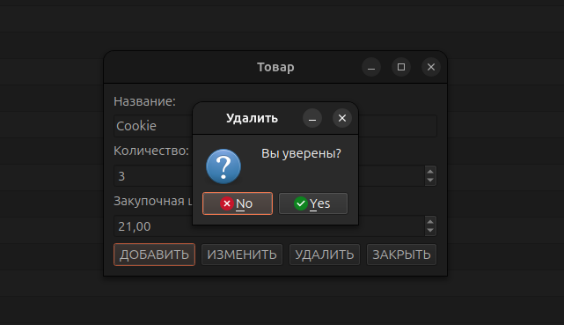 Товар
Название:
Cookie
Количество:
3
Закупочная
21,00
ДОБАВИТЬ ИЗМЕНИТЬ УДАЛИТЬ ЗАКРЫТЬ
Удалить
?
Вы уверены?
No Yes